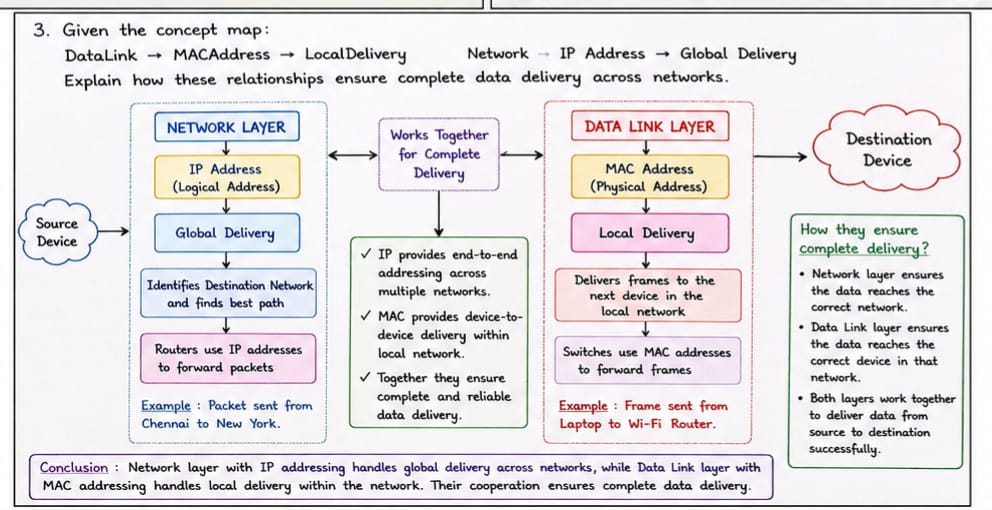 3. Given the concept map:
DataLink → MACAddress → LocalDelivery Network → IP Address → Global Delivery
Explain how these relationships ensure complete data delivery across networks.
Source
Device
NETWORK LAYER
IP Address
(Logical Address)
Global Delivery
Identifies Destination Network
and finds best path
Routers use IP addresses
to forward packets
Example : Packet sent from
Chennai to New York.
Works Together
for Complete
Delivery
✓ IP provides end-to-end
addressing across
multiple networks.
✓ MAC provides device-to-
device delivery within
local network.
✓ Together they ensure
complete and reliable
data delivery.
DATA LINK LAYER
MAC Address
(Physical Address)
Local Delivery
Delivers frames to the
next device in the
local network
Switches use MAC addresses
to forward frames
Example : Frame sent from
Laptop to Wi-Fi Router.
Destination
Device
How they ensure
complete delivery?
• Network layer ensures
the data reaches the
correct network.
• Data Link layer ensures
the data reaches the
correct device in that
network.
• Both layers work together
to deliver data from
source to destination
successfully.
Conclusion : Network layer with IP addressing handles global delivery across networks, while Data Link layer with
MAC addressing handles local delivery within the network. Their cooperation ensures complete data delivery.